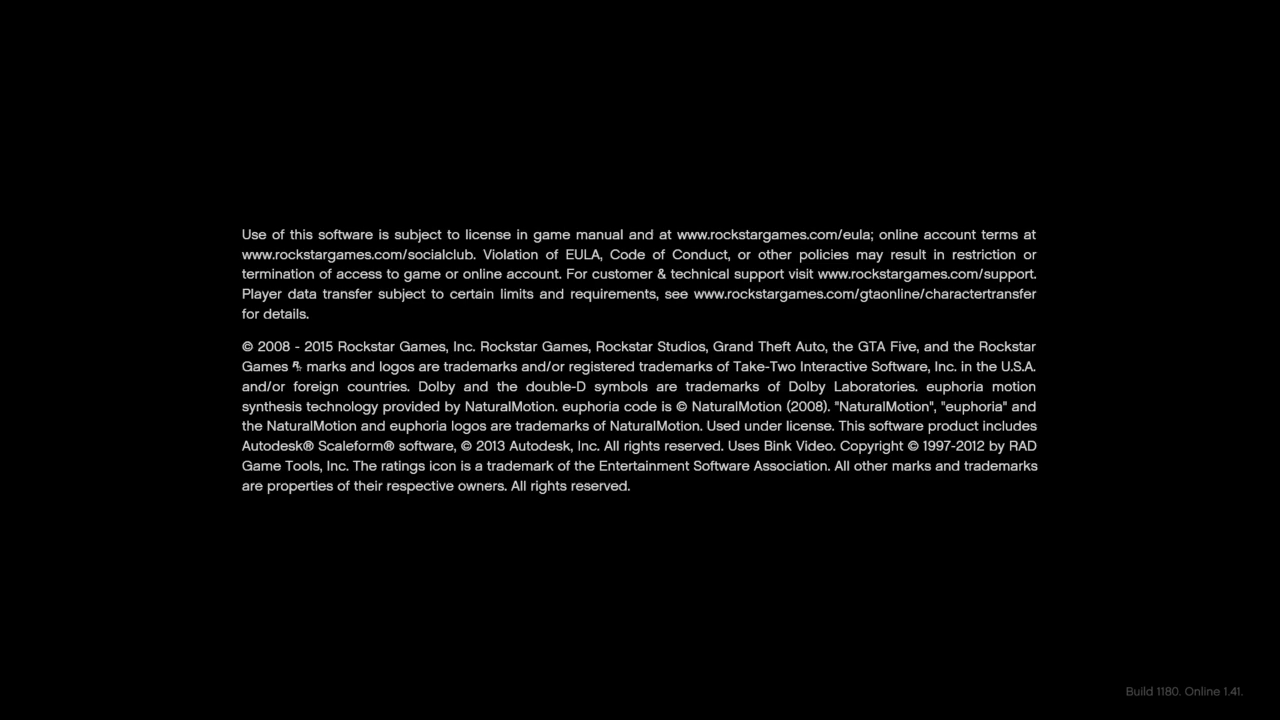 Use of this software is subject to license in game manual and at www.rockstargames.com/eula; online account terms at
www.rockstargames.com/socialclub. Violation of EULA, Code of Conduct, or other policies may result in restriction or
termination of access to game or online account. For customer & technical support visit www.rockstargames.com/support.
Player data transfer subject to certain limits and requirements, see www.rockstargames.com/gtaonline/charactertransfer
for details.
© 2008 - 2015 Rockstar Games, Inc. Rockstar Games, Rockstar Studios, Grand Theft Auto, the GTA Five, and the Rockstar
Games R* marks and logos are trademarks and/or registered trademarks of Take-Two Interactive Software, Inc. in the U.S.A.
and/or foreign countries. Dolby and the double-D symbols are trademarks of Dolby Laboratories. euphoria motion
synthesis technology provided by NaturalMotion. euphoria code is © NaturalMotion (2008). "NaturalMotion", "euphoria" and
the NaturalMotion and euphoria logos are trademarks of NaturalMotion. Used under license. This software product includes
Autodesk® Scaleform® software, © 2013 Autodesk, Inc. All rights reserved. Uses Bink Video. Copyright © 1997-2012 by RAD
Game Tools, Inc. The ratings icon is a trademark of the Entertainment Software Association. All other marks and trademarks
are properties of their respective owners. All rights reserved.
Build 1180. Online 1.41.